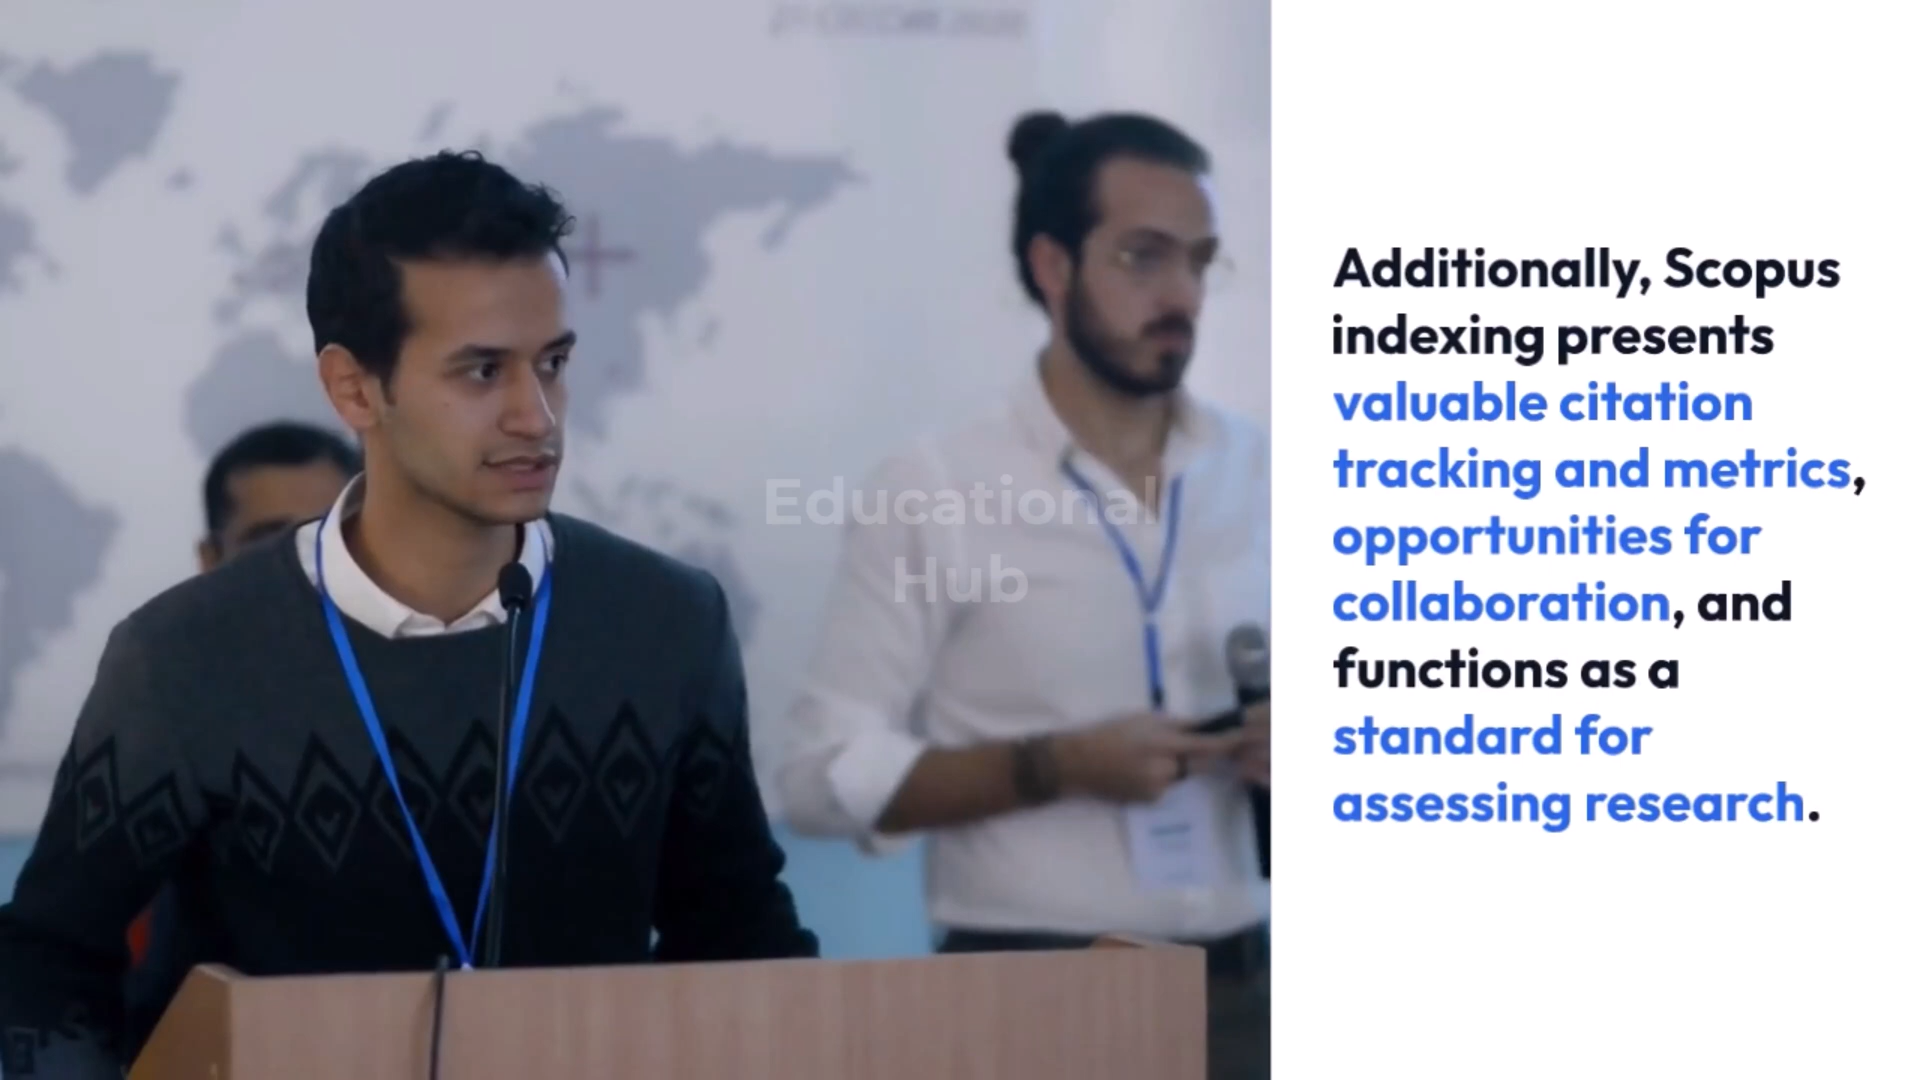 Educational
Hub
Additionally, Scopus
indexing presents
valuable citation
tracking and metrics,
opportunities for
collaboration, and
functions as a
standard for
assessing research.